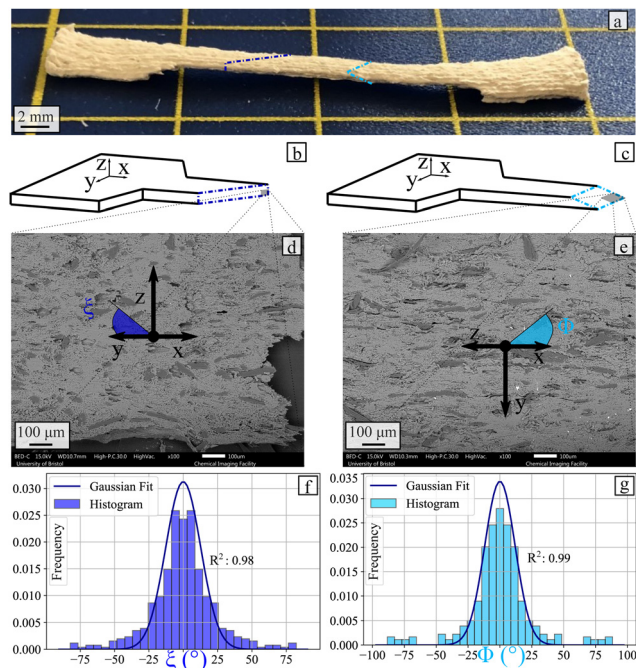 a
2 mm
b
z
x
y
c
z
x
y
d
z
ξ
y
x
100 μm
BED-C 15.0kV WD10.7mm High-P.C.30.0 HighVac. x100 100μm
University of Bristol Chemical Imaging Facility
e
Φ
z
x
y
100 μm
BED-C 15.0kV WD10.3mm High-P.C.30.0 HighVac. x100 100μm
University of Bristol Chemical Imaging Facility
f
Gaussian Fit
Histogram
R²: 0.98
Frequency
0.030
0.025
0.020
0.015
0.010
0.005
0.000
-75 -50 -25 0 25 50 75
ξ (°)
g
Gaussian Fit
Histogram
R²: 0.99
Frequency
0.035
0.030
0.025
0.020
0.015
0.010
0.005
0.000
-100 -75 -50 -25 0 25 50 75 100
Φ (°)